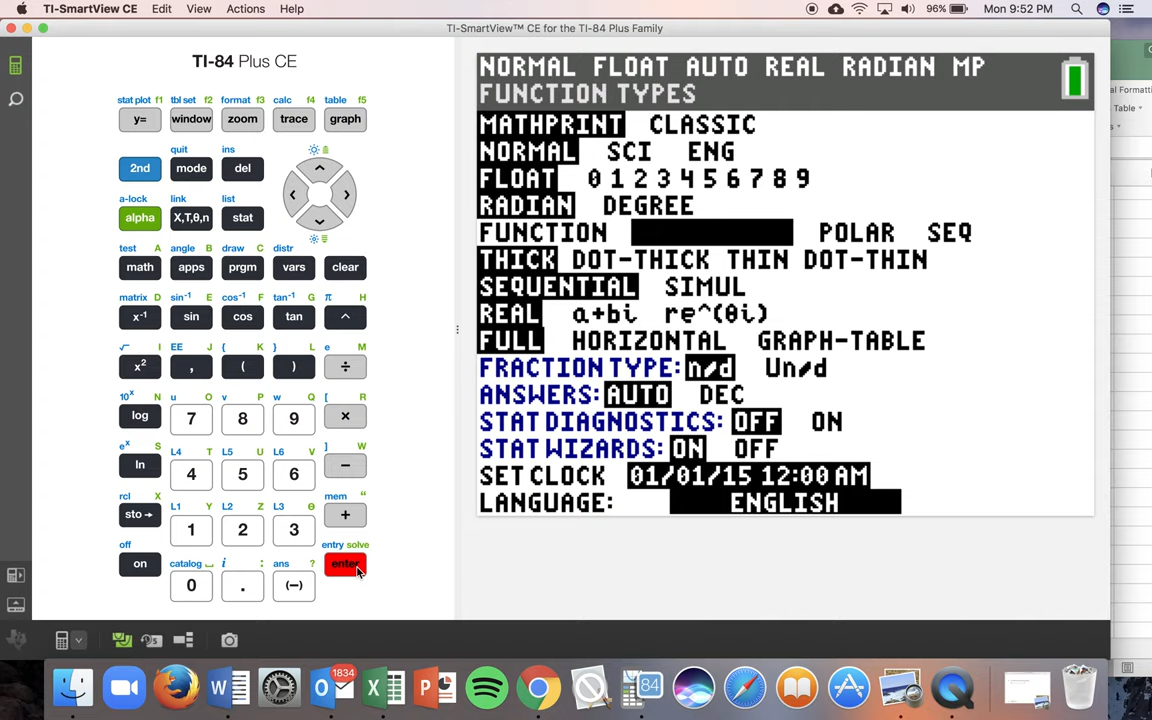 TI-SmartView CE Edit View Actions Help 96% Mon 9:52 PM
TI-SmartView™ CE for the TI-84 Plus Family
TI-84 Plus CE
stat plot f1 tbl set f2 format f3 calc f4 table f5
y= window zoom trace graph
quit ins
2nd mode del
a-lock link list
alpha X,T,θ,n stat
test A angle B draw C distr
math apps prgm vars clear
matrix D sin⁻¹ E cos⁻¹ F tan⁻¹ G π H
x⁻¹ sin cos tan ^
√ I EE J { K } L e M
x² , ( ) ÷
10ˣ N u O v P w Q [ R
log 7 8 9 ×
eˣ S L4 T L5 U L6 V ] W
ln 4 5 6 −
rcl X L1 Y L2 Z L3 θ mem “
sto→ 1 2 3 +
off catalog i : ans ? entry solve
on 0 . (−) enter
NORMAL FLOAT AUTO REAL RADIAN MP
FUNCTION TYPES
MATHPRINT CLASSIC
NORMAL SCI ENG
FLOAT 0 1 2 3 4 5 6 7 8 9
RADIAN DEGREE
FUNCTION POLAR SEQ
THICK DOT-THICK THIN DOT-THIN
SEQUENTIAL SIMUL
REAL a+bi re^(θi)
FULL HORIZONTAL GRAPH-TABLE
FRACTION TYPE: n/d Un/d
ANSWERS: AUTO DEC
STAT DIAGNOSTICS: OFF ON
STAT WIZARDS: ON OFF
SET CLOCK 01/01/15 12:00 AM
LANGUAGE: ENGLISH
al Formatti
Table
1834
84